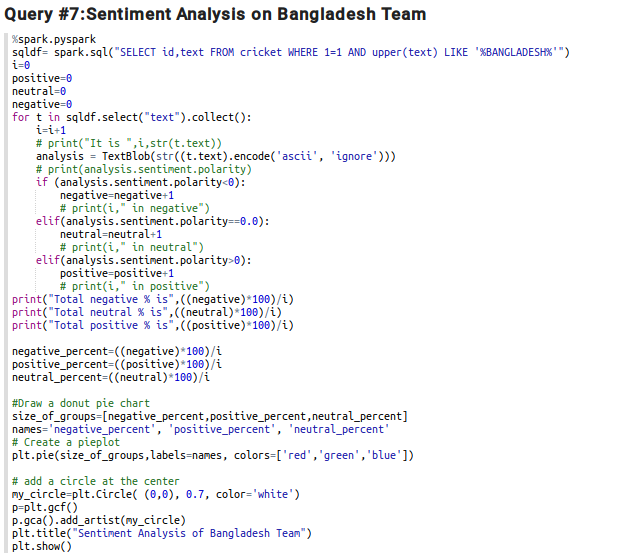 Query #7:Sentiment Analysis on Bangladesh Team
%spark.pyspark
sqldf= spark.sql("SELECT id,text FROM cricket WHERE 1=1 AND upper(text) LIKE '%BANGLADESH%'")
i=0
positive=0
neutral=0
negative=0
for t in sqldf.select("text").collect():
    i=i+1
    # print("It is ",i,str(t.text))
    analysis = TextBlob(str((t.text).encode('ascii', 'ignore')))
    # print(analysis.sentiment.polarity)
    if (analysis.sentiment.polarity<0):
        negative=negative+1
        # print(i," in negative")
    elif(analysis.sentiment.polarity==0.0):
        neutral=neutral+1
        # print(i," in neutral")
    elif(analysis.sentiment.polarity>0):
        positive=positive+1
        # print(i," in positive")
print("Total negative % is",((negative)*100)/i)
print("Total neutral % is",((neutral)*100)/i)
print("Total positive % is",((positive)*100)/i)

negative_percent=((negative)*100)/i
positive_percent=((positive)*100)/i
neutral_percent=((neutral)*100)/i

#Draw a donut pie chart
size_of_groups=[negative_percent,positive_percent,neutral_percent]
names='negative_percent', 'positive_percent', 'neutral_percent'
# Create a pieplot
plt.pie(size_of_groups,labels=names, colors=['red','green','blue'])

# add a circle at the center
my_circle=plt.Circle( (0,0), 0.7, color='white')
p=plt.gcf()
p.gca().add_artist(my_circle)
plt.title("Sentiment Analysis of Bangladesh Team")
plt.show()